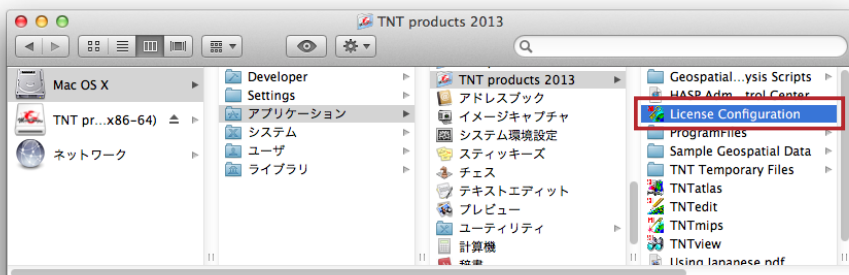 TNT products 2013
Mac OS X
TNT pr...x86-64)
ネットワーク
Developer
Settings
アプリケーション
システム
ユーザ
ライブラリ
TNT products 2013
アドレスブック
イメージキャプチャ
システム環境設定
スティッキーズ
チェス
テキストエディット
プレビュー
ユーティリティ
計算機
辞書
Geospatial...ysis Scripts
HASP Adm...trol Center
License Configuration
ProgramFiles
Sample Geospatial Data
TNT Temporary Files
TNTatlas
TNTedit
TNTmips
TNTview
Using Japanese.pdf